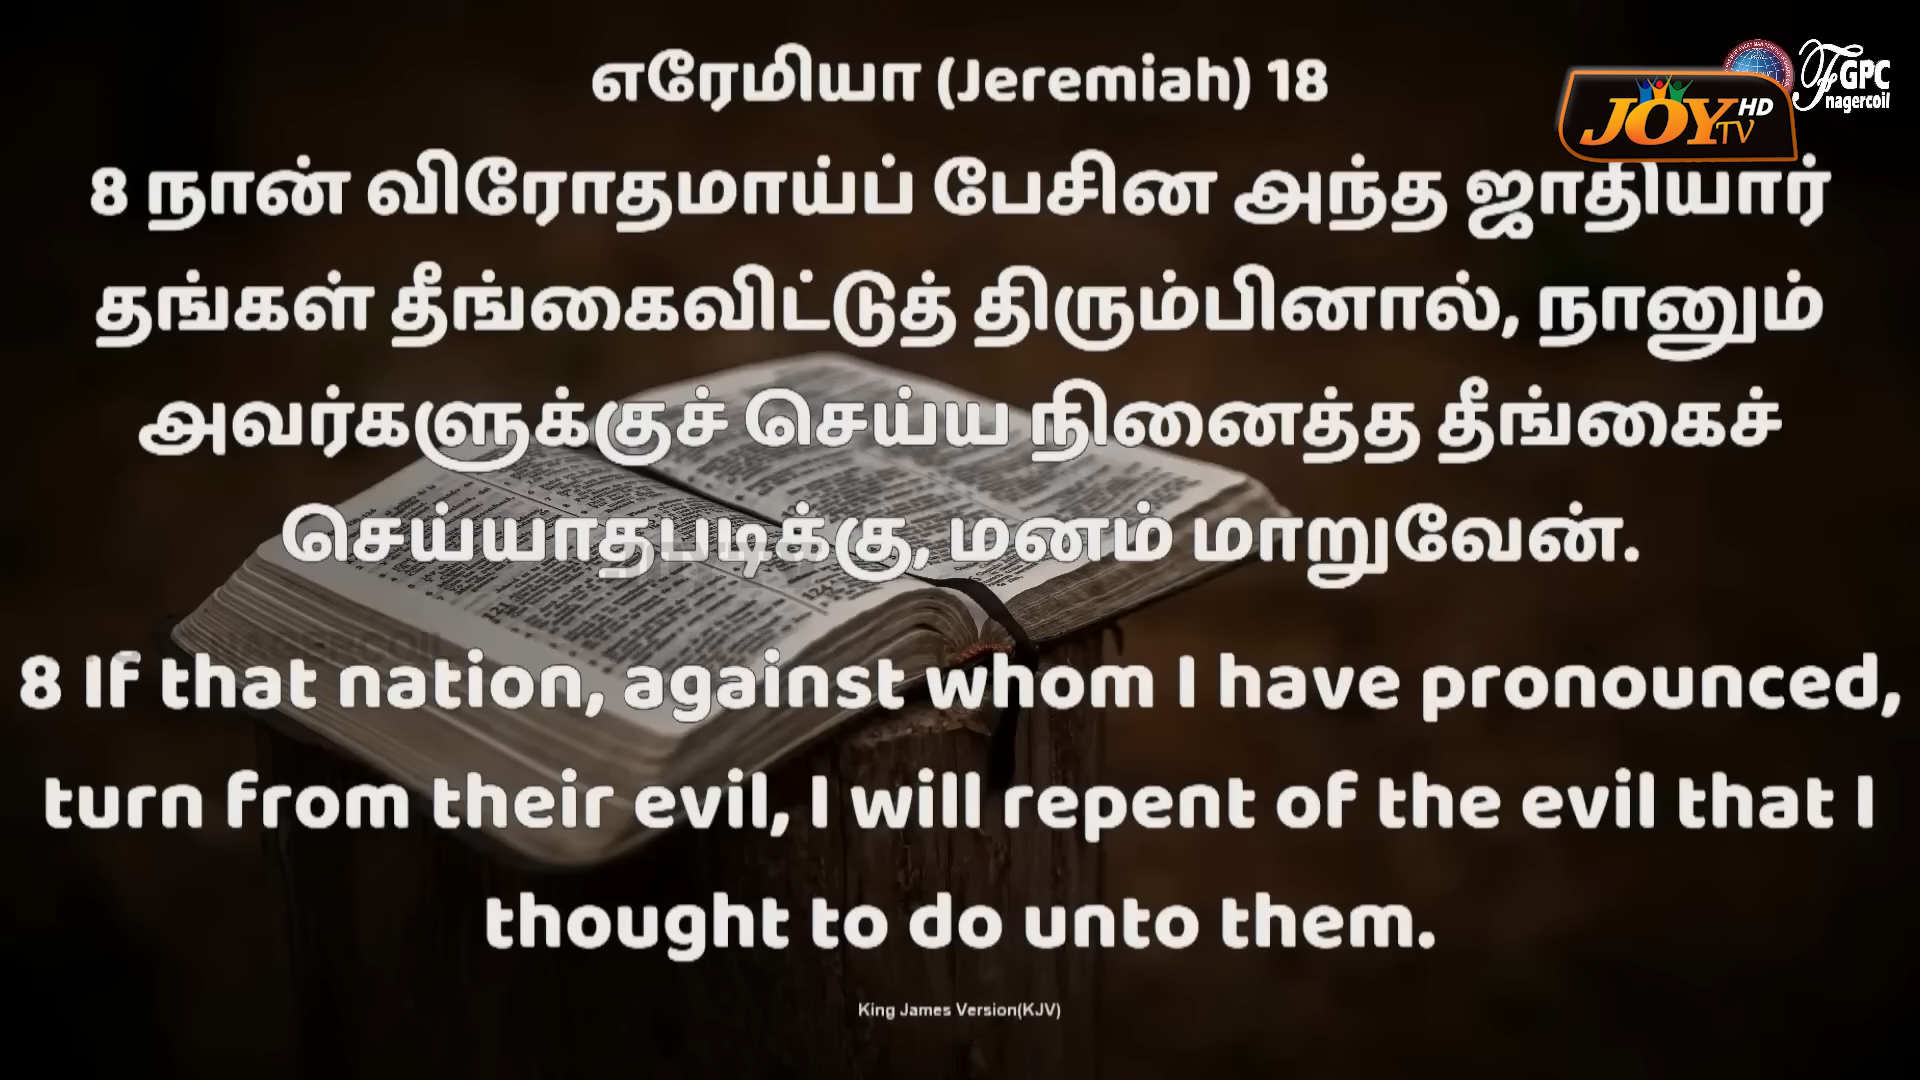 எரேமியா (Jeremiah) 18
FGPC
nagercoil
JOY TV HD
8 நான் விரோதமாய்ப் பேசின அந்த ஜாதியார்
தங்கள் தீங்கைவிட்டுத் திரும்பினால், நானும்
அவர்களுக்குச் செய்ய நினைத்த தீங்கைச்
செய்யாதபடிக்கு, மனம் மாறுவேன்.
NAGERCOIL
8 If that nation, against whom I have pronounced,
turn from their evil, I will repent of the evil that I
thought to do unto them.
King James Version(KJV)